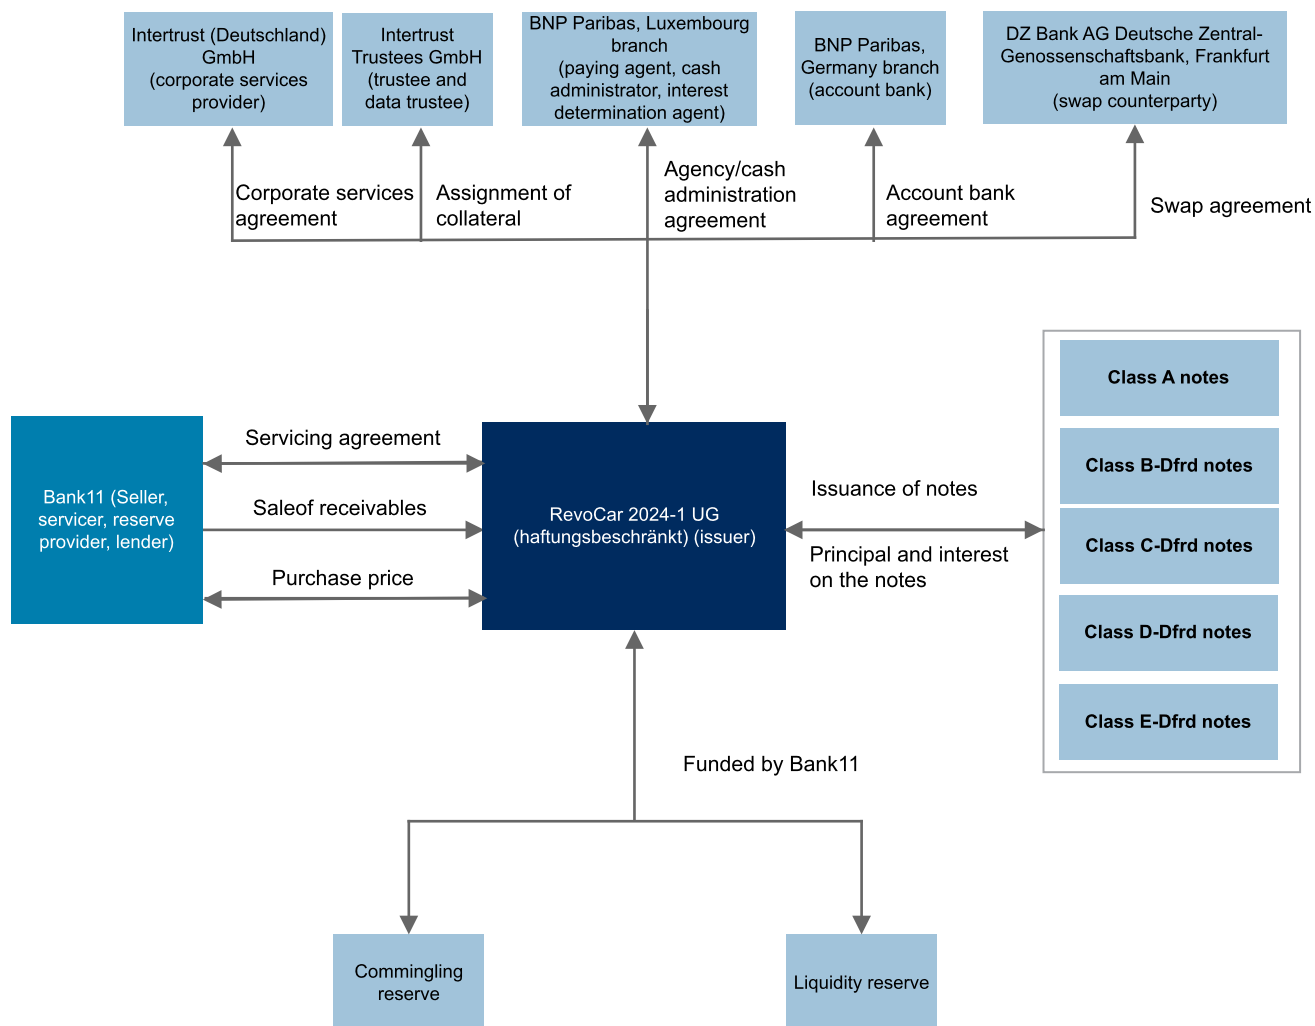 Intertrust (Deutschland)
GmbH
(corporate services
provider)
Intertrust
Trustees GmbH
(trustee and
data trustee)
BNP Paribas, Luxembourg
branch
(paying agent, cash
administrator, interest
determination agent)
BNP Paribas,
Germany branch
(account bank)
DZ Bank AG Deutsche Zentral-
Genossenschaftsbank, Frankfurt
am Main
(swap counterparty)
Corporate services
agreement
Assignment of
collateral
Agency/cash
administration
agreement
Account bank
agreement
Swap agreement
Bank11 (Seller,
servicer, reserve
provider, lender)
Servicing agreement
Saleof receivables
Purchase price
RevoCar 2024-1 UG
(haftungsbeschränkt) (issuer)
Issuance of notes
Principal and interest
on the notes
Class A notes
Class B-Dfrd notes
Class C-Dfrd notes
Class D-Dfrd notes
Class E-Dfrd notes
Funded by Bank11
Commingling
reserve
Liquidity reserve